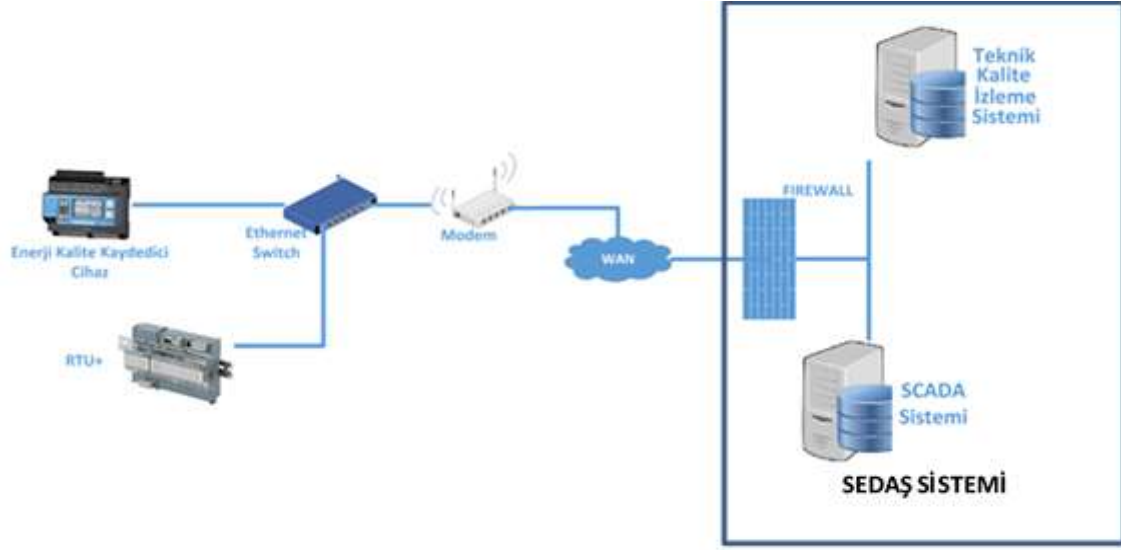 Teknik
Kalite
İzleme
Sistemi
FIREWALL
Enerji Kalite Kaydedici
Cihaz
Ethernet
Switch
Modem
WAN
RTU+
SCADA
Sistemi
SEDAŞ SİSTEMİ